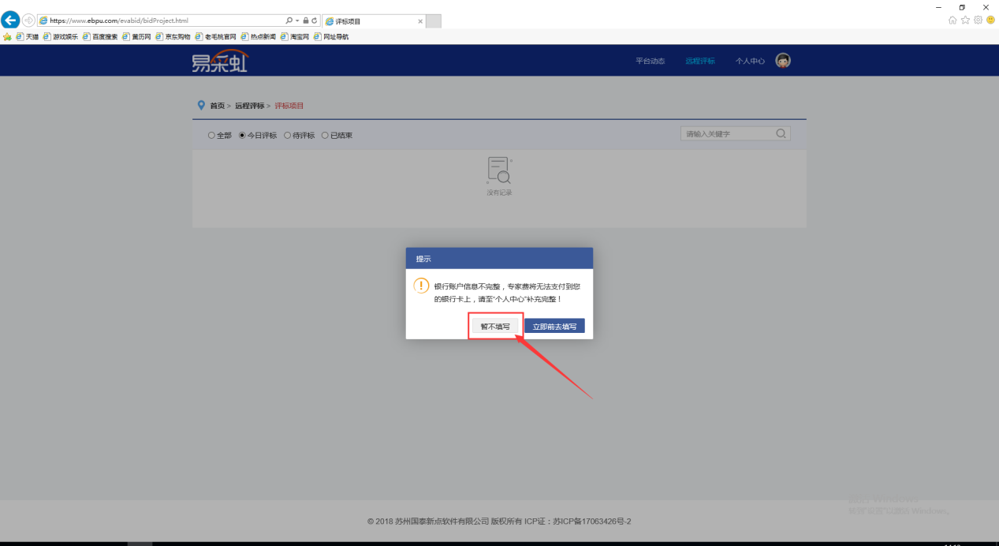 https://www.ebpu.com/evabid/bidProject.html
评标项目
天猫 游戏娱乐 百度搜索 黄历网 京东购物 老毛桃官网 热点新闻 淘宝网 网址导航
易采虹
平台动态 远程评标 个人中心
首页 > 远程评标 > 评标项目
全部 今日评标 待评标 已结束
请输入关键字
没有记录
提示
银行账户信息不完整，专家费将无法支付到您
的银行卡上，请至“个人中心”补充完整！
暂不填写 立即前去填写
© 2018 苏州国泰新点软件有限公司 版权所有 ICP证：苏ICP备17063426号-2